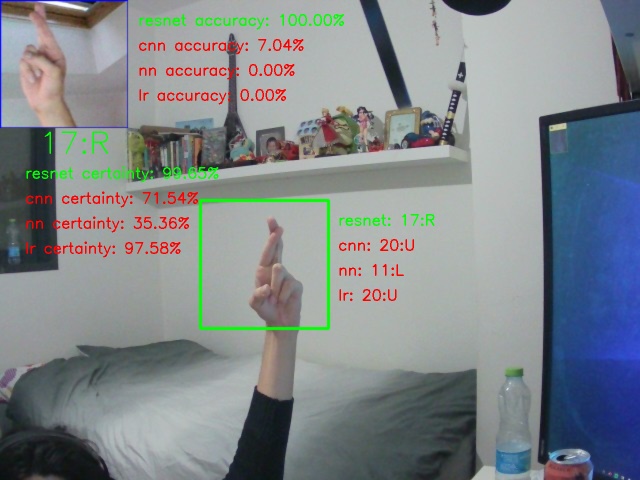 resnet accuracy: 100.00%
cnn accuracy: 7.04%
nn accuracy: 0.00%
lr accuracy: 0.00%
17:R
resnet certainty: 99.65%
cnn certainty: 71.54%
nn certainty: 35.36%
lr certainty: 97.58%
resnet: 17:R
cnn: 20:U
nn: 11:L
lr: 20:U